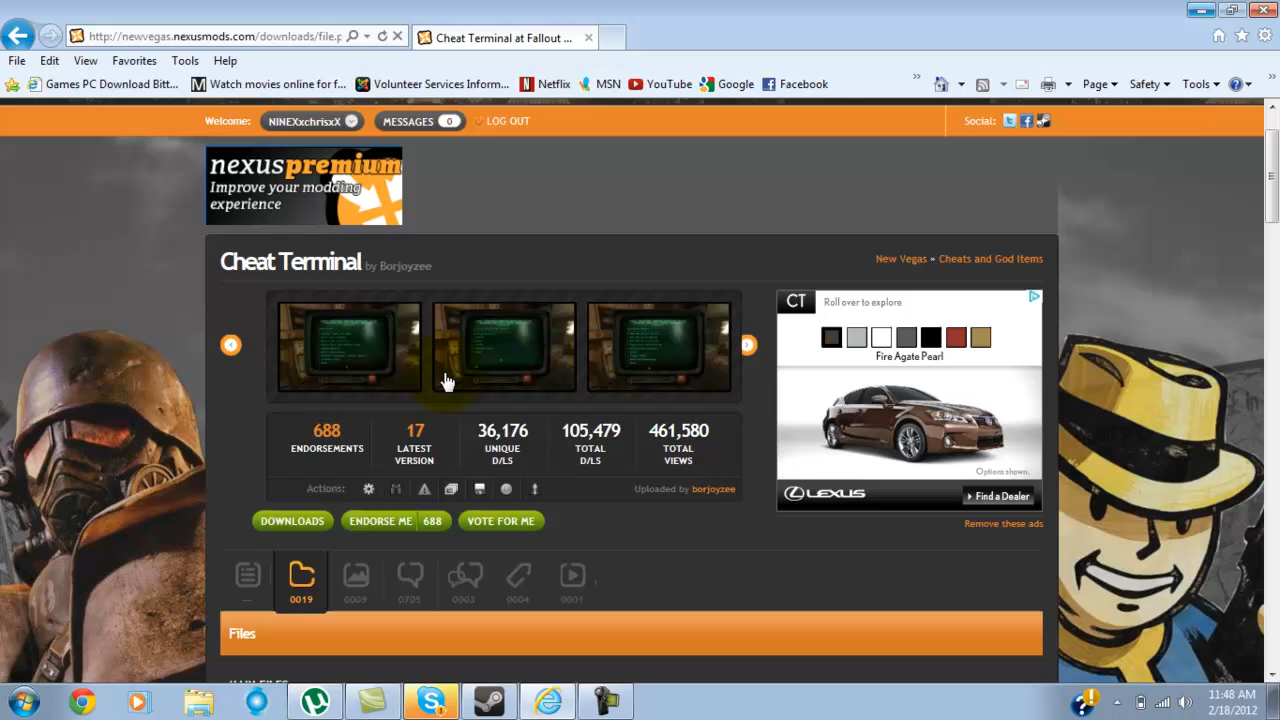 http://newvegas.nexusmods.com/downloads/file.p
Cheat Terminal at Fallout ...
File Edit View Favorites Tools Help
Games PC Download Bitt... Watch movies online for f... Volunteer Services Inform... Netflix MSN YouTube Google Facebook
Page Safety Tools
Welcome: NINEXxchrisxX MESSAGES 0 LOG OUT Social:
nexuspremium
Improve your modding
experience
Cheat Terminal by Borjoyzee
New Vegas » Cheats and God Items
CT Roll over to explore
Fire Agate Pearl
688 17 36,176 105,479 461,580
ENDORSEMENTS LATEST VERSION UNIQUE D/LS TOTAL D/LS TOTAL VIEWS
Options shown.
Actions: Uploaded by borjoyzee
LEXUS Find a Dealer
DOWNLOADS ENDORSE ME 688 VOTE FOR ME
Remove these ads
0019 0009 0705 0003 0004 0001
Files
11:48 AM
2/18/2012